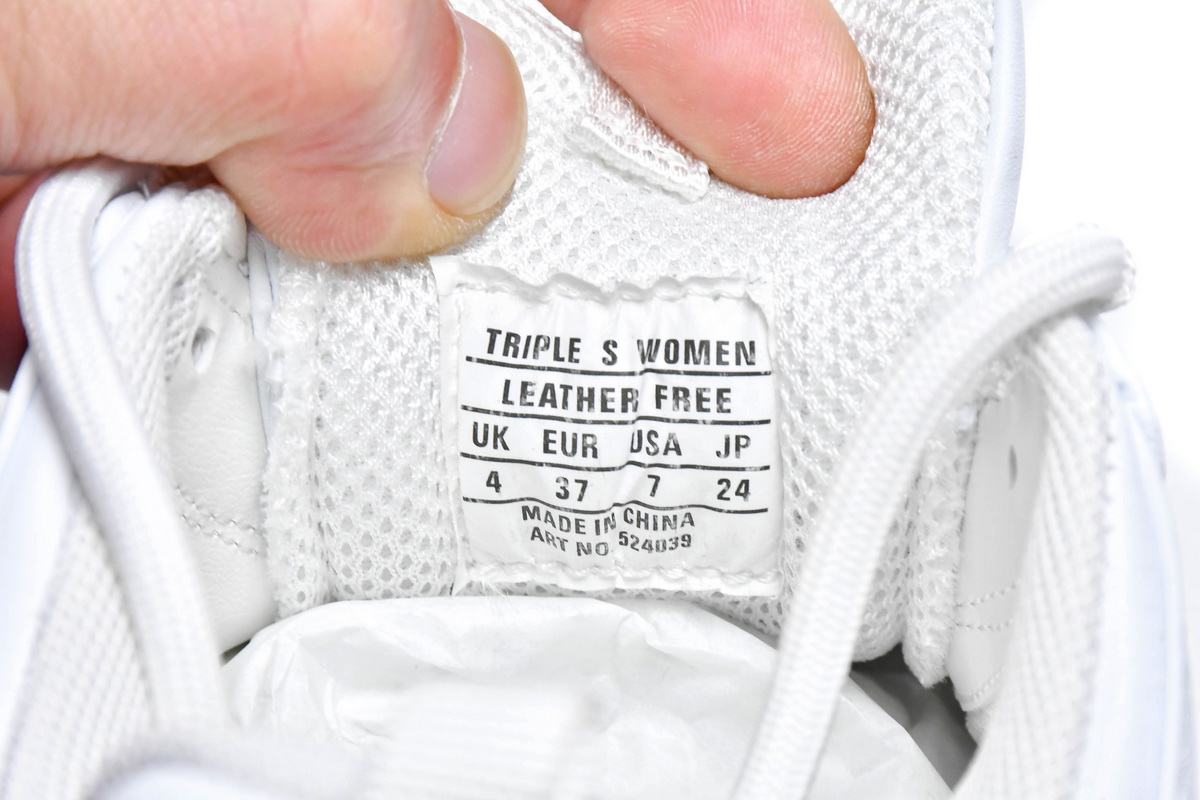 TRIPLE S WOMEN
LEATHER FREE
UK EUR USA JP
4 37 7 24
MADE IN CHINA
ART NO. 524039